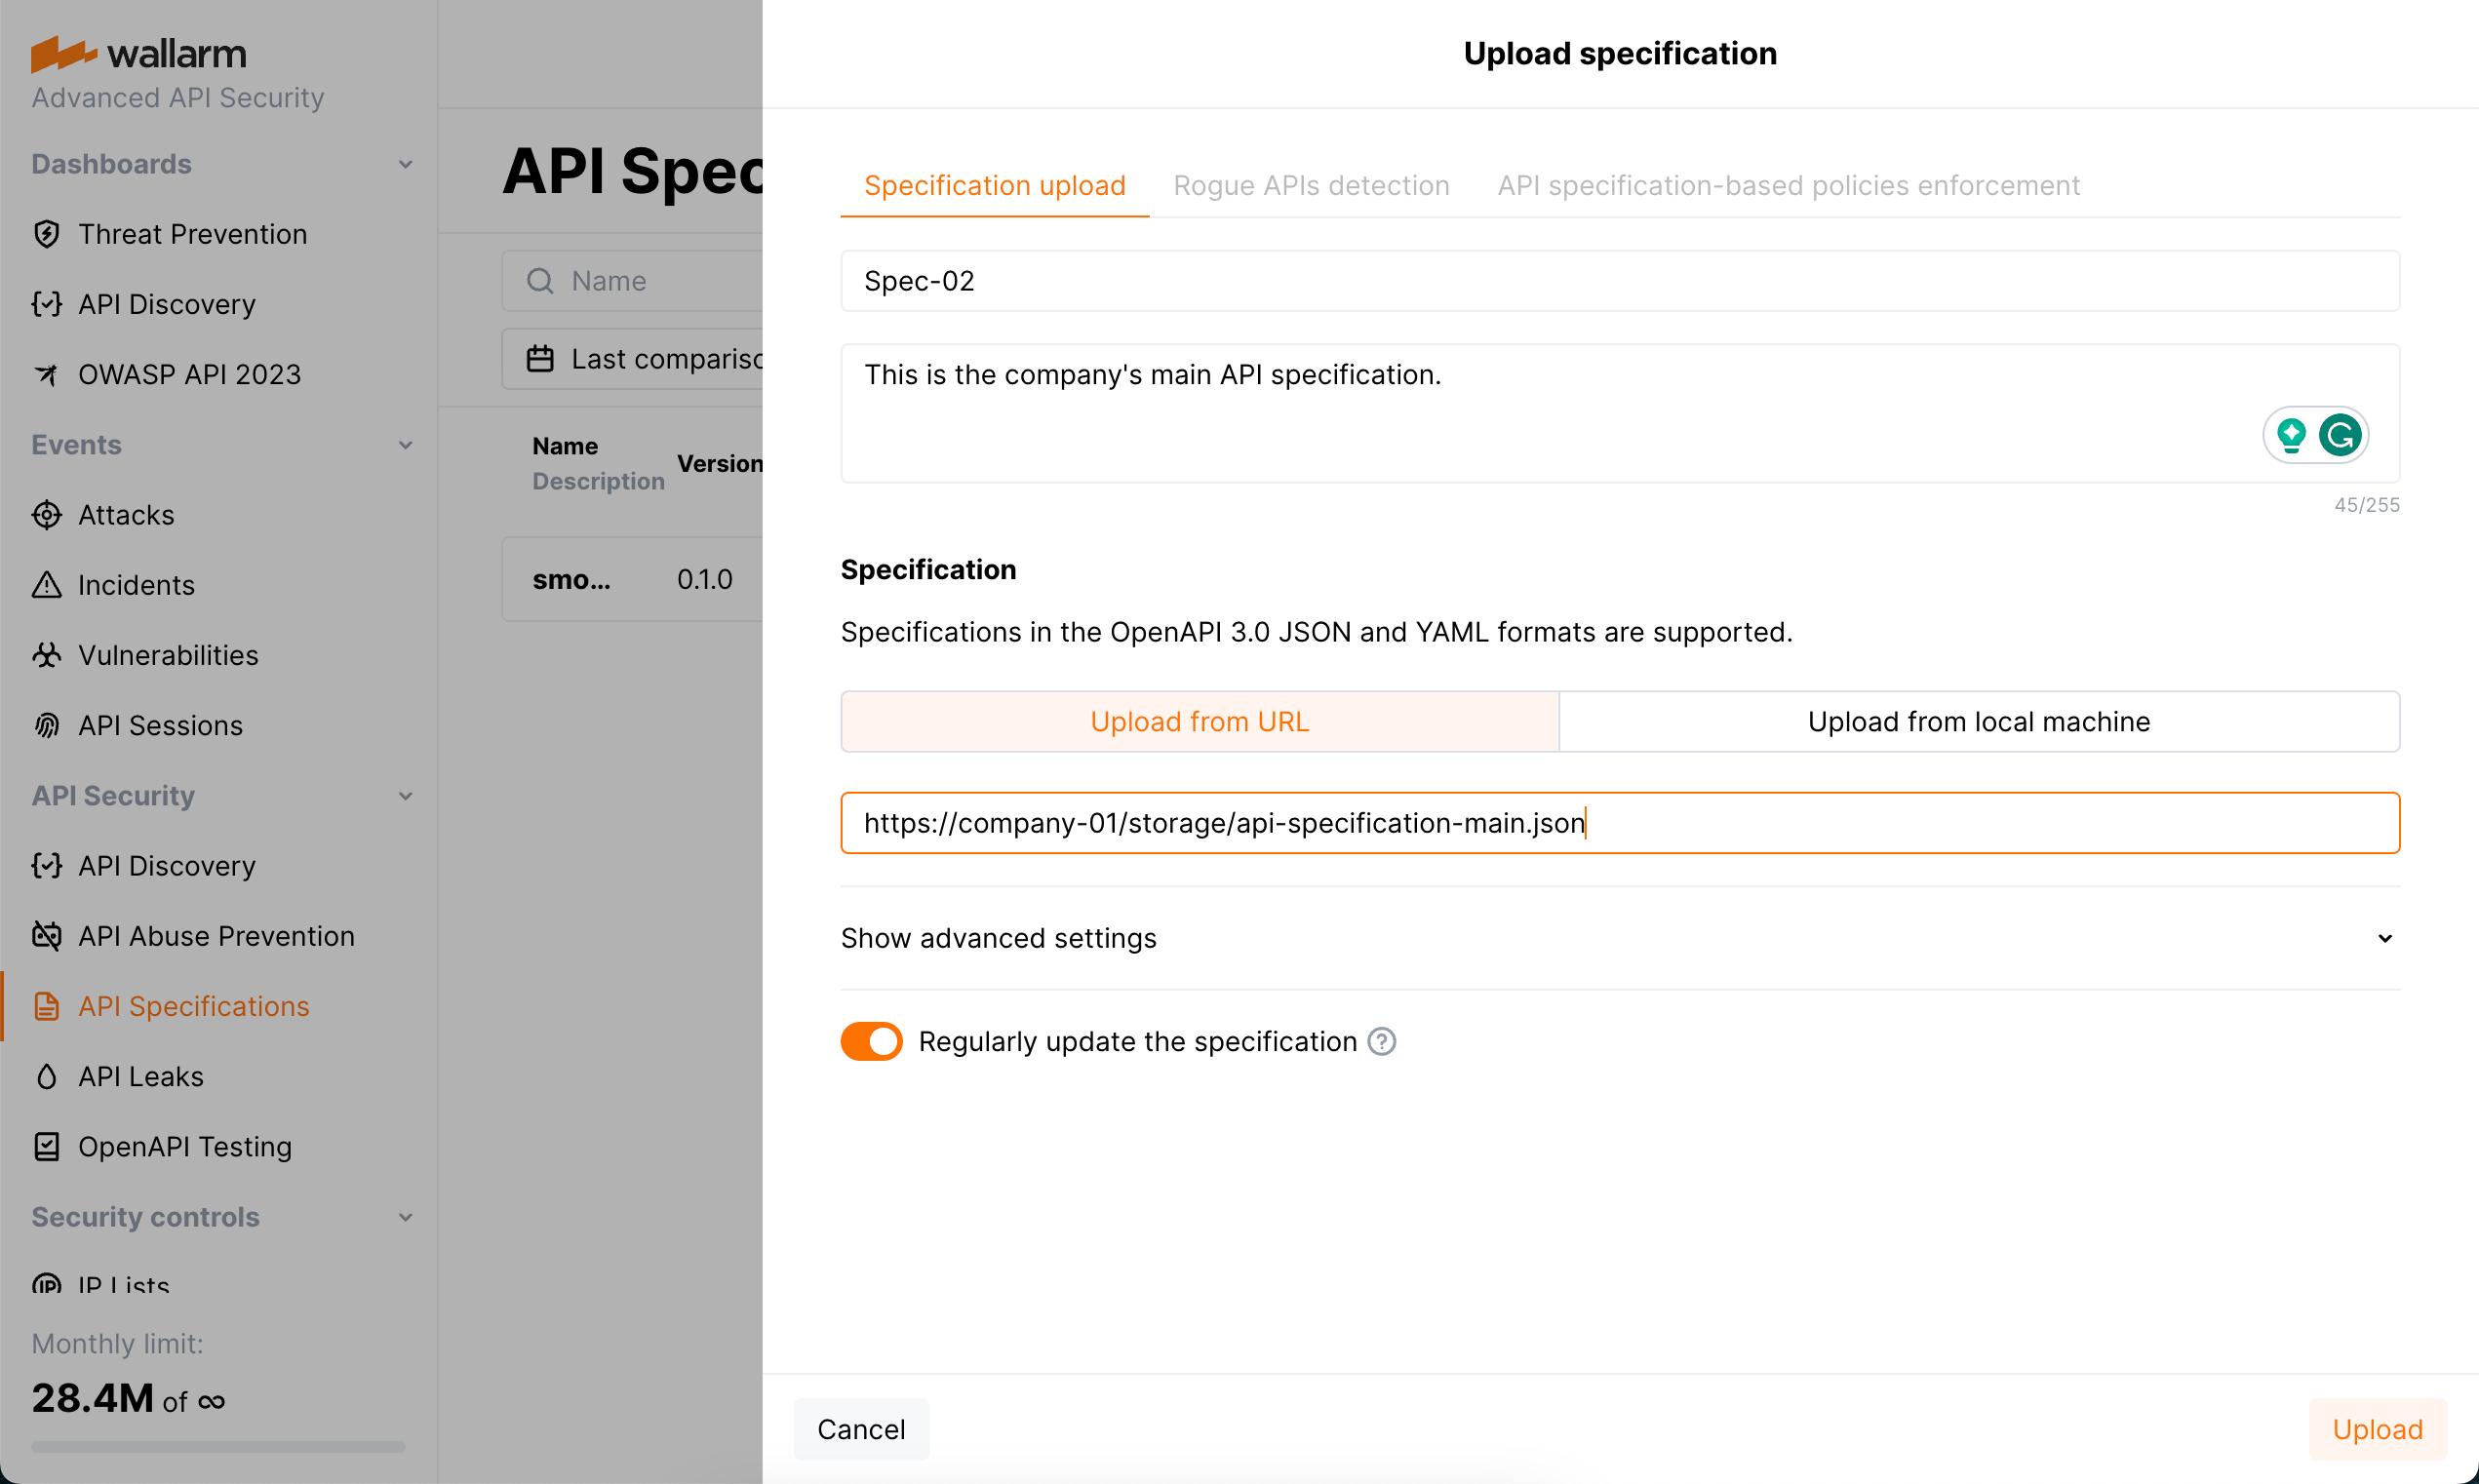 wallarm
Advanced API Security
Dashboards
Threat Prevention
API Discovery
OWASP API 2023
Events
Attacks
Incidents
Vulnerabilities
API Sessions
API Security
API Discovery
API Abuse Prevention
API Specifications
API Leaks
OpenAPI Testing
Security controls
IP Lists
Monthly limit:
28.4M of ∞
API Spec
Name
Last compariso
Name
Description
Version
smo...
0.1.0
Upload specification
Specification upload
Rogue APIs detection
API specification-based policies enforcement
Spec-02
This is the company's main API specification.
45/255
Specification
Specifications in the OpenAPI 3.0 JSON and YAML formats are supported.
Upload from URL
Upload from local machine
https://company-01/storage/api-specification-main.json
Show advanced settings
Regularly update the specification
Cancel
Upload